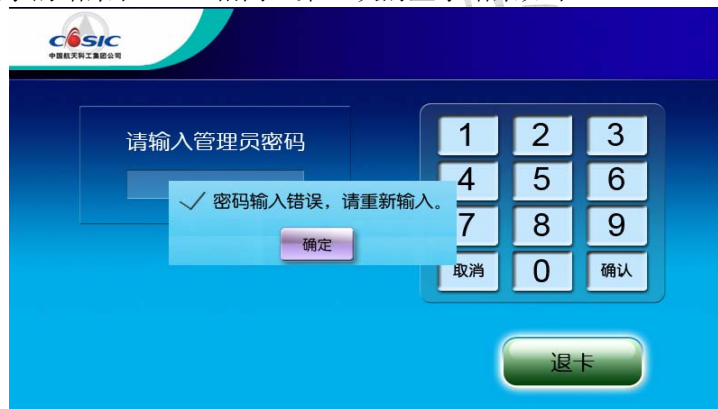 CASIC
中国航天科工集团公司
请输入管理员密码
密码输入错误，请重新输入。
确定
1 2 3
4 5 6
7 8 9
取消 0 确认
退卡